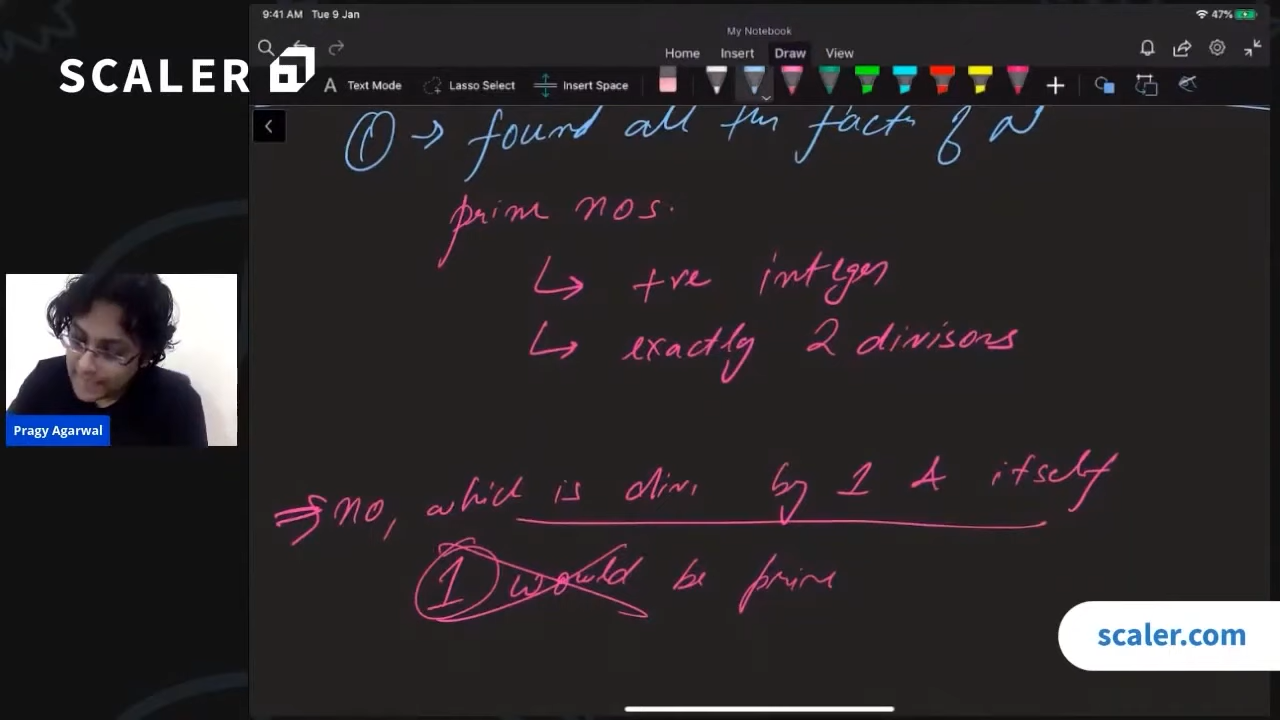 9:41 AM Tue 9 Jan
47%
My Notebook
SCALER
Home Insert Draw View
Text Mode Lasso Select Insert Space
① → found all the fact of N
prime nos.
↳ +ve integer
↳ exactly 2 divisors
⇒ no, which is div. by 1 & itself
1 would be prime
Pragy Agarwal
scaler.com